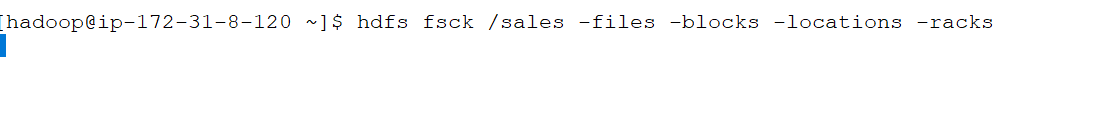 [hadoop@ip-172-31-8-120 ~]$ hdfs fsck /sales -files -blocks -locations -racks